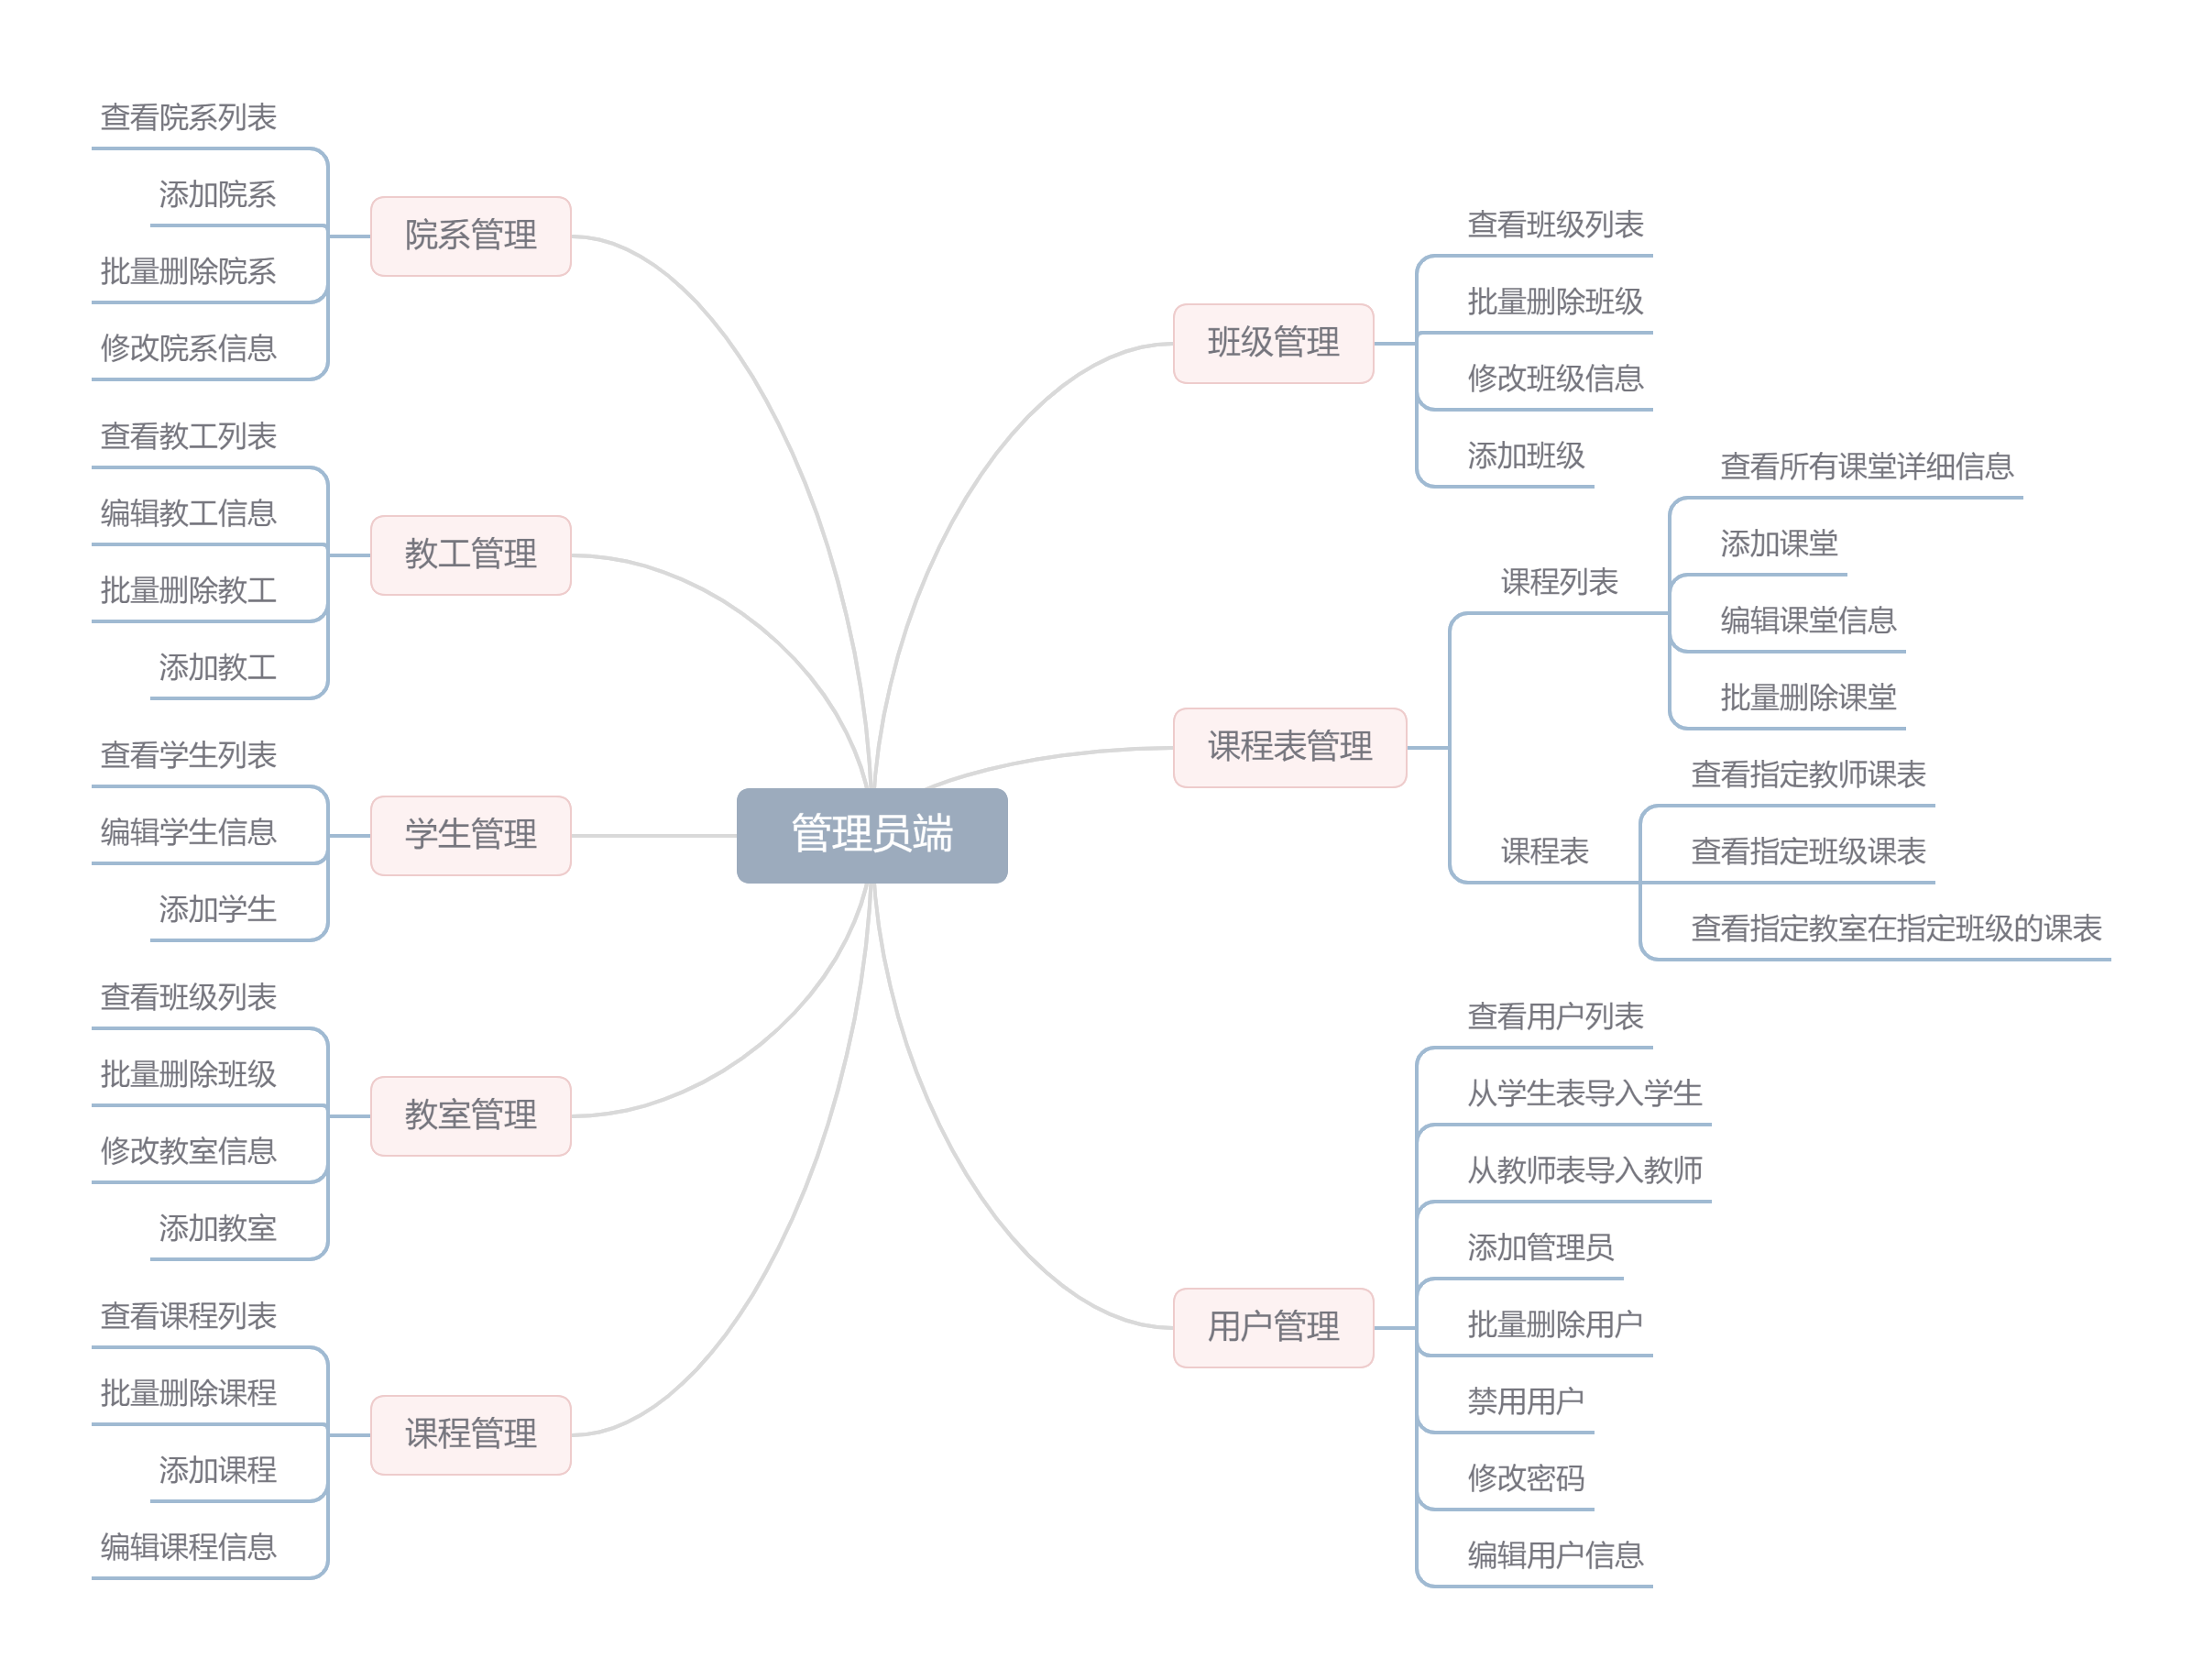 管理员端
院系管理
查看院系列表
添加院系
批量删除院系
修改院系信息
教工管理
查看教工列表
编辑教工信息
批量删除教工
添加教工
学生管理
查看学生列表
编辑学生信息
添加学生
教室管理
查看班级列表
批量删除班级
修改教室信息
添加教室
课程管理
查看课程列表
批量删除课程
添加课程
编辑课程信息
班级管理
查看班级列表
批量删除班级
修改班级信息
添加班级
课程表管理
课程列表
查看所有课堂详细信息
添加课堂
编辑课堂信息
批量删除课堂
课程表
查看指定教师课表
查看指定班级课表
查看指定教室在指定班级的课表
用户管理
查看用户列表
从学生表导入学生
从教师表导入教师
添加管理员
批量删除用户
禁用用户
修改密码
编辑用户信息